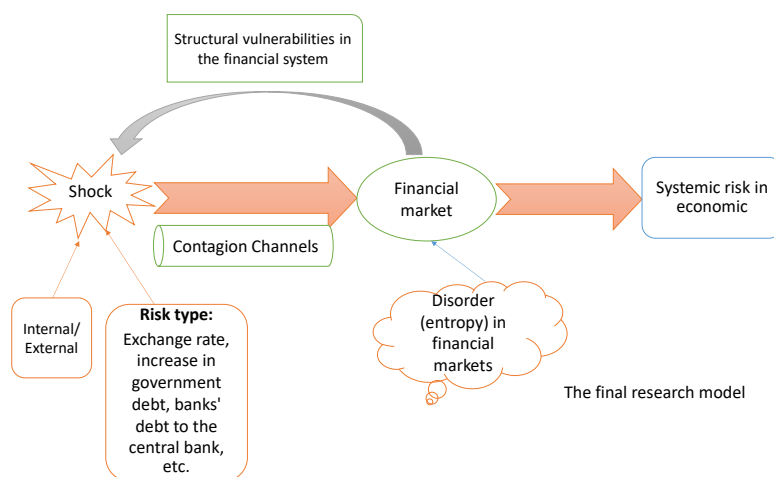 Structural vulnerabilities in
the financial system
Shock
Financial
market
Systemic risk in
economic
Contagion Channels
Internal/
External
Risk type:
Exchange rate,
increase in
government
debt, banks'
debt to the
central bank,
etc.
Disorder
(entropy) in
financial
markets
The final research model